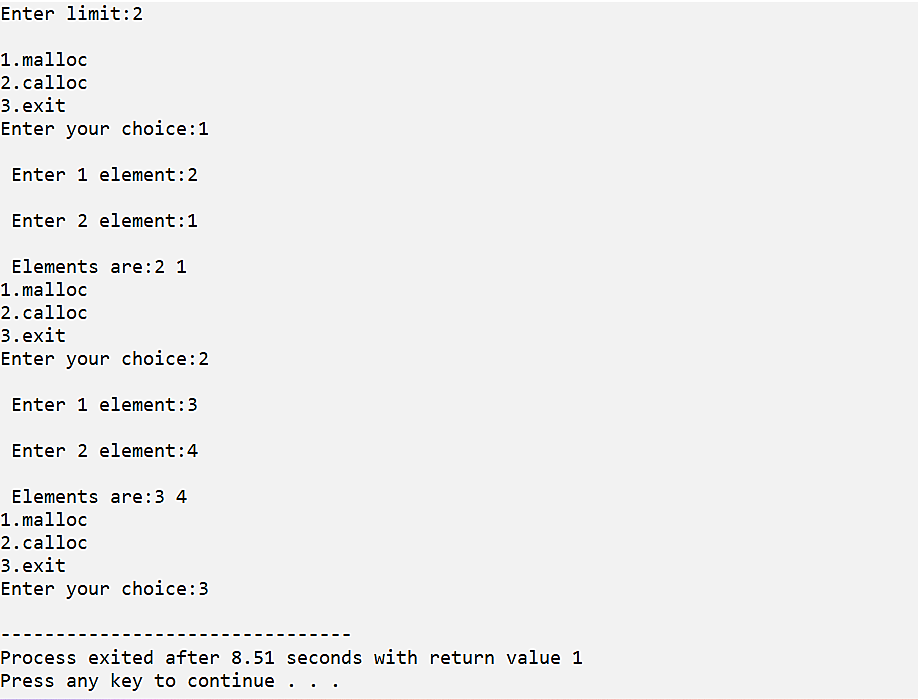 Enter limit:2
1.malloc
2.calloc
3.exit
Enter your choice:1
Enter 1 element:2
Enter 2 element:1
Elements are:2 1
1.malloc
2.calloc
3.exit
Enter your choice:2
Enter 1 element:3
Enter 2 element:4
Elements are:3 4
1.malloc
2.calloc
3.exit
Enter your choice:3
--------------------------------
Process exited after 8.51 seconds with return value 1
Press any key to continue . . .